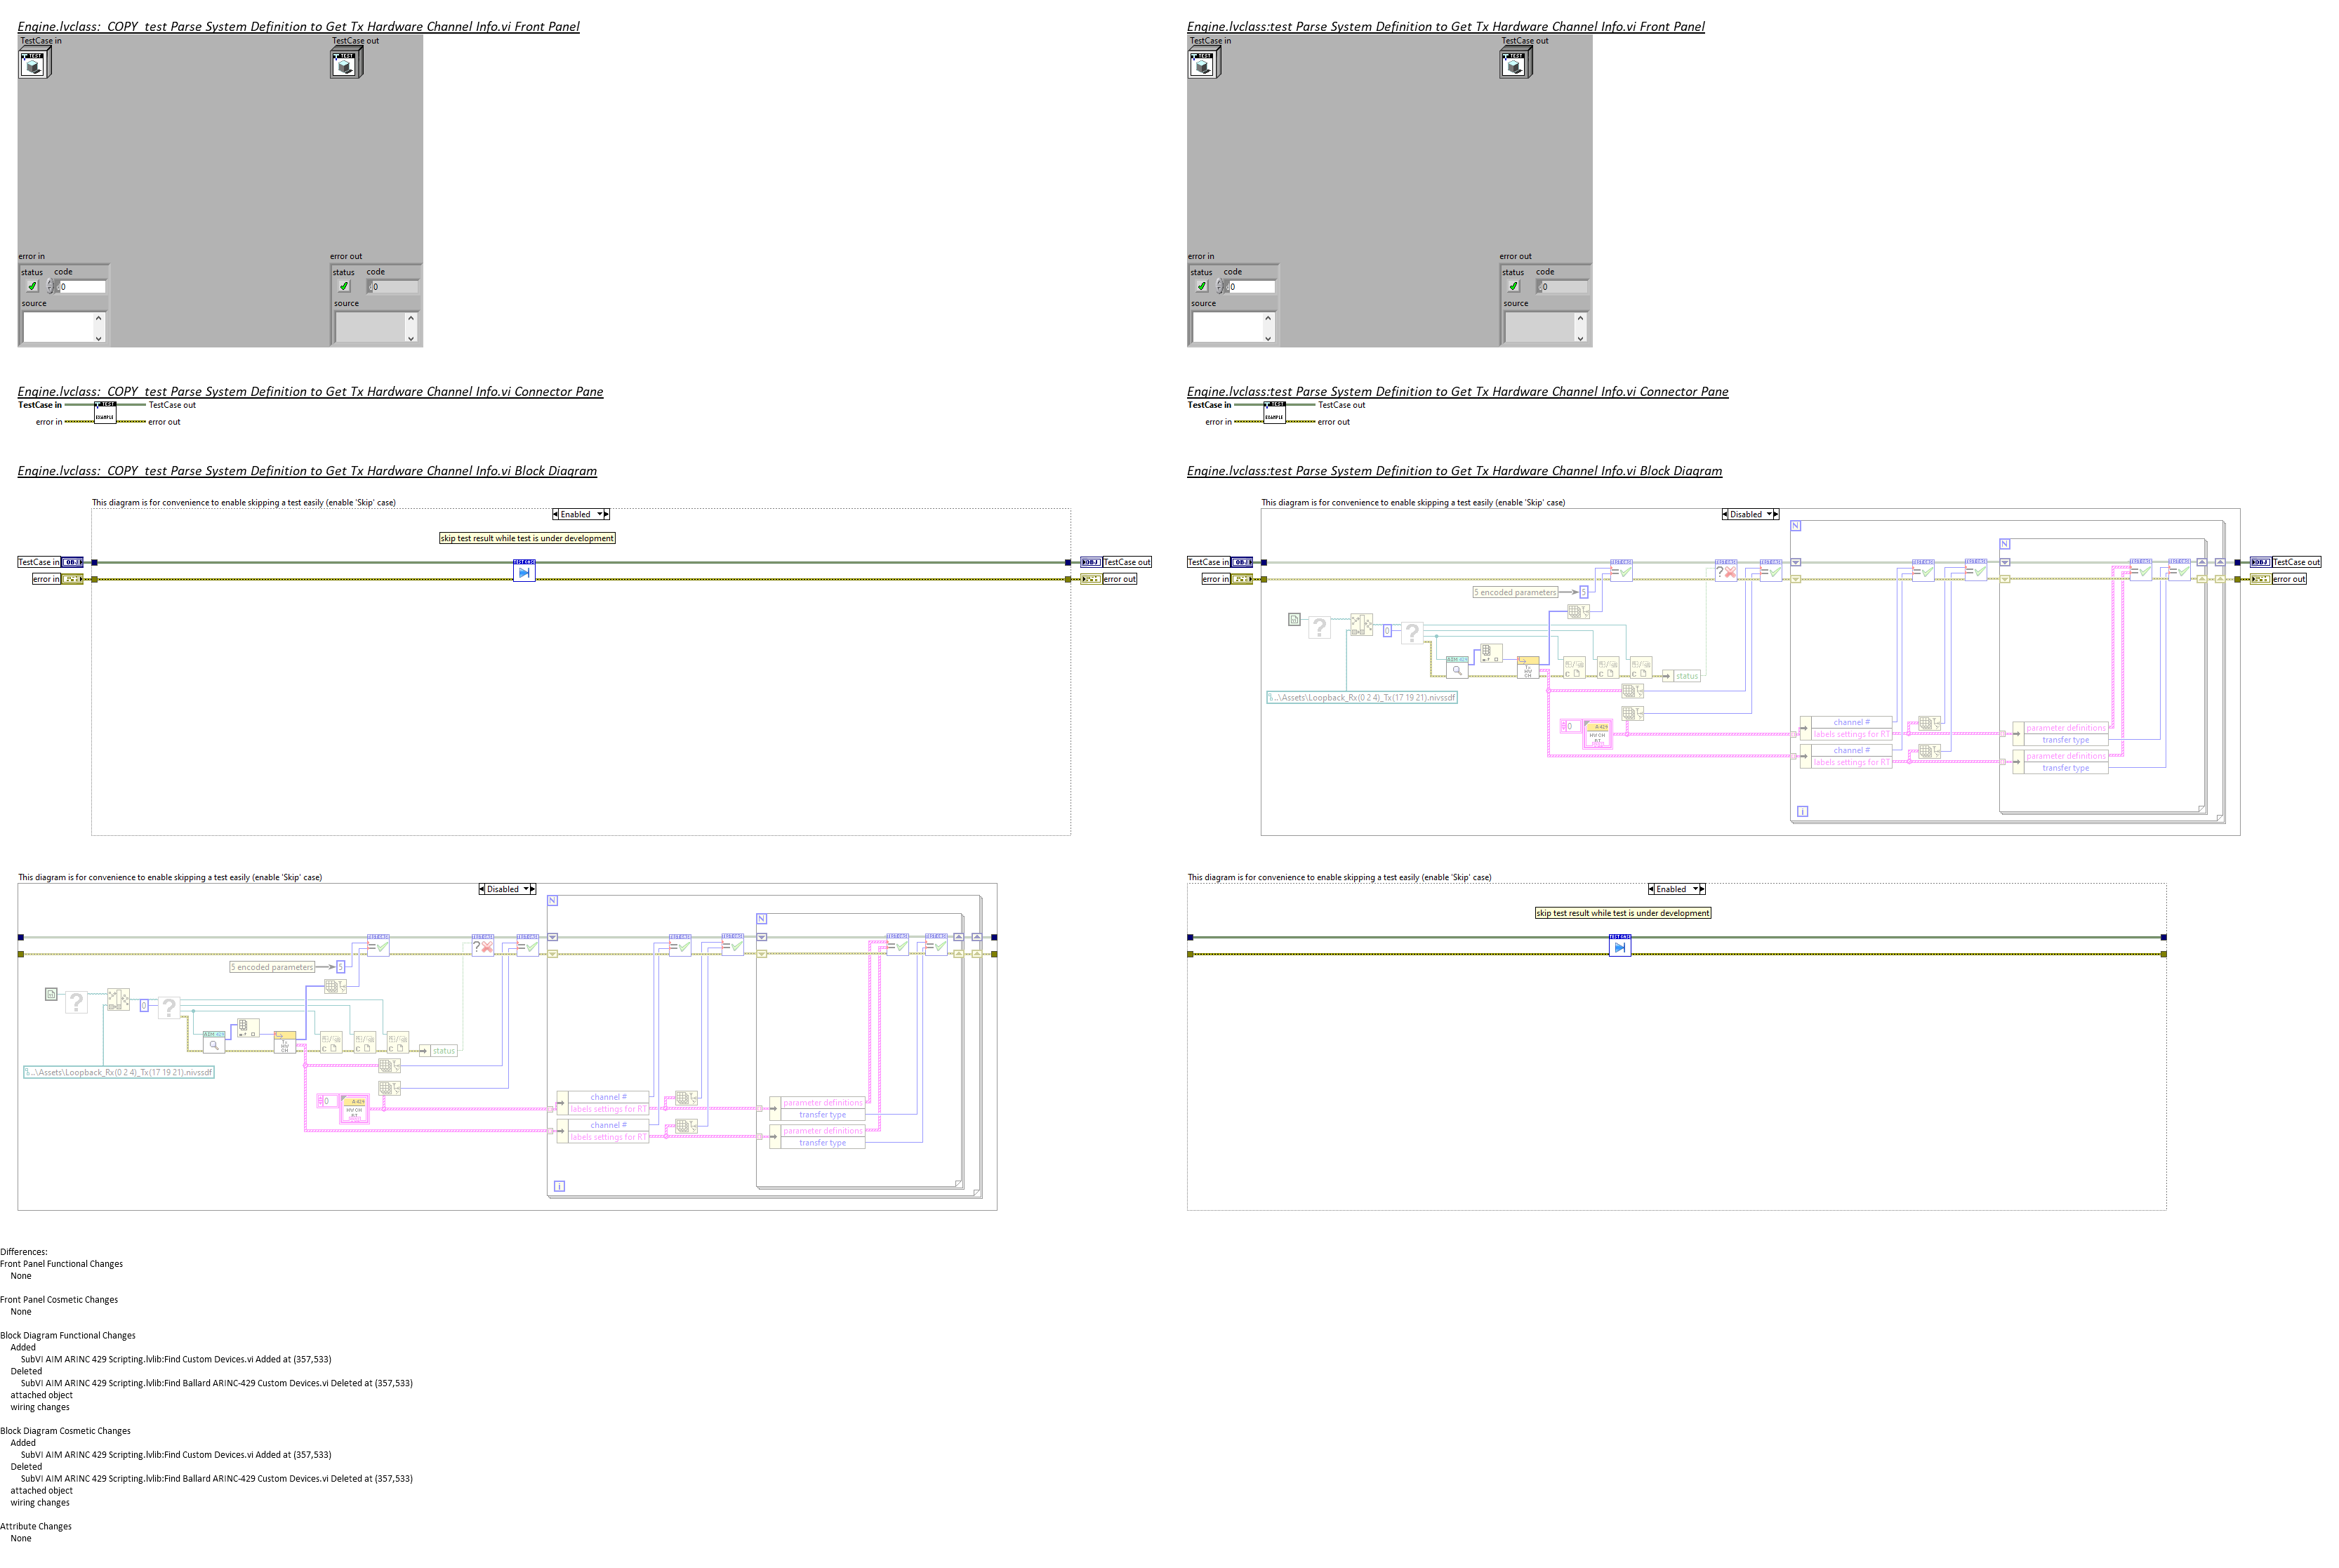 Engine.lvclass:  COPY  test Parse System Definition to Get Tx Hardware Channel Info.vi Front Panel
TestCase in
TestCase out
error in
error out
status code
0
source
status code
0
source
Engine.lvclass:  COPY  test Parse System Definition to Get Tx Hardware Channel Info.vi Connector Pane
TestCase in
TEST
TestCase out
error in
EXAMPLE
error out
Engine.lvclass:  COPY  test Parse System Definition to Get Tx Hardware Channel Info.vi Block Diagram
This diagram is for convenience to enable skipping a test easily (enable 'Skip' case)
Enabled
skip test result while test is under development
TestCase in
TestCase out
error in
error out
This diagram is for convenience to enable skipping a test easily (enable 'Skip' case)
Disabled
N
N
5 encoded parameters
5
0
status
\..\Assets\Loopback_Rx(0 2 4)_Tx(17 19 21).nivssdf
0
channel #
labels settings for RT
channel #
labels settings for RT
parameter definitions
transfer type
parameter definitions
transfer type
i
Engine.lvclass:test Parse System Definition to Get Tx Hardware Channel Info.vi Front Panel
TestCase in
TestCase out
error in
error out
status code
0
source
status code
0
source
Engine.lvclass:test Parse System Definition to Get Tx Hardware Channel Info.vi Connector Pane
TestCase in
TEST
TestCase out
error in
EXAMPLE
error out
Engine.lvclass:test Parse System Definition to Get Tx Hardware Channel Info.vi Block Diagram
This diagram is for convenience to enable skipping a test easily (enable 'Skip' case)
Disabled
N
N
TestCase in
TestCase out
error in
error out
5 encoded parameters
5
0
status
\..\Assets\Loopback_Rx(0 2 4)_Tx(17 19 21).nivssdf
0
channel #
labels settings for RT
channel #
labels settings for RT
parameter definitions
transfer type
parameter definitions
transfer type
i
This diagram is for convenience to enable skipping a test easily (enable 'Skip' case)
Enabled
skip test result while test is under development
Differences:
Front Panel Functional Changes
None
Front Panel Cosmetic Changes
None
Block Diagram Functional Changes
Added
SubVI AIM ARINC 429 Scripting.lvlib:Find Custom Devices.vi Added at (357,533)
Deleted
SubVI AIM ARINC 429 Scripting.lvlib:Find Ballard ARINC-429 Custom Devices.vi Deleted at (357,533)
attached object
wiring changes
Block Diagram Cosmetic Changes
Added
SubVI AIM ARINC 429 Scripting.lvlib:Find Custom Devices.vi Added at (357,533)
Deleted
SubVI AIM ARINC 429 Scripting.lvlib:Find Ballard ARINC-429 Custom Devices.vi Deleted at (357,533)
attached object
wiring changes
Attribute Changes
None